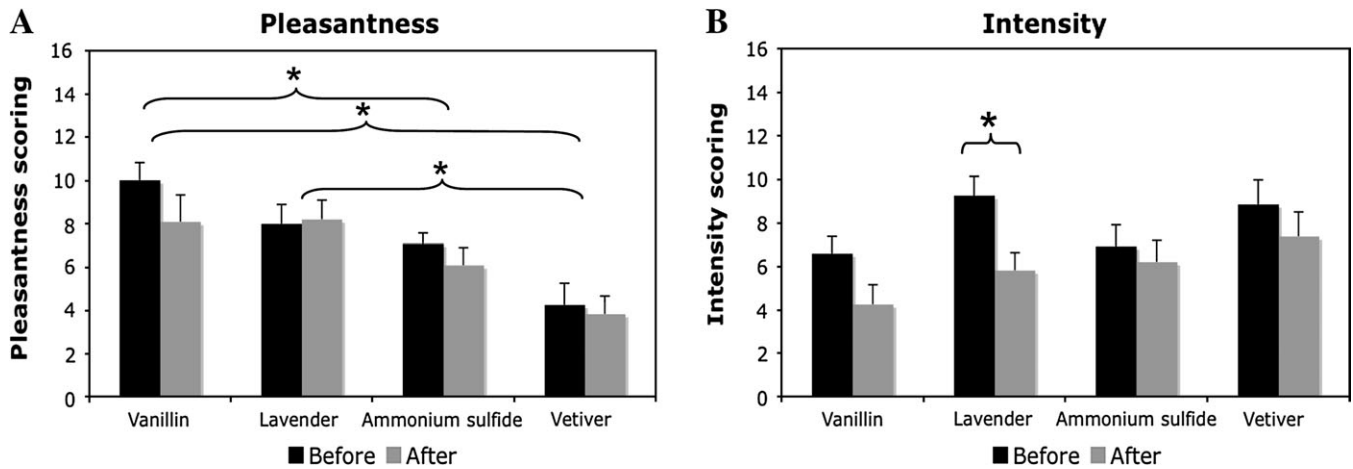 A
Pleasantness
Pleasantness scoring
16
14
12
10
8
6
4
2
0
*
*
*
Vanillin Lavender Ammonium sulfide Vetiver
Before After
B
Intensity
Intensity scoring
16
14
12
10
8
6
4
2
0
*
Vanillin Lavender Ammonium sulfide Vetiver
Before After